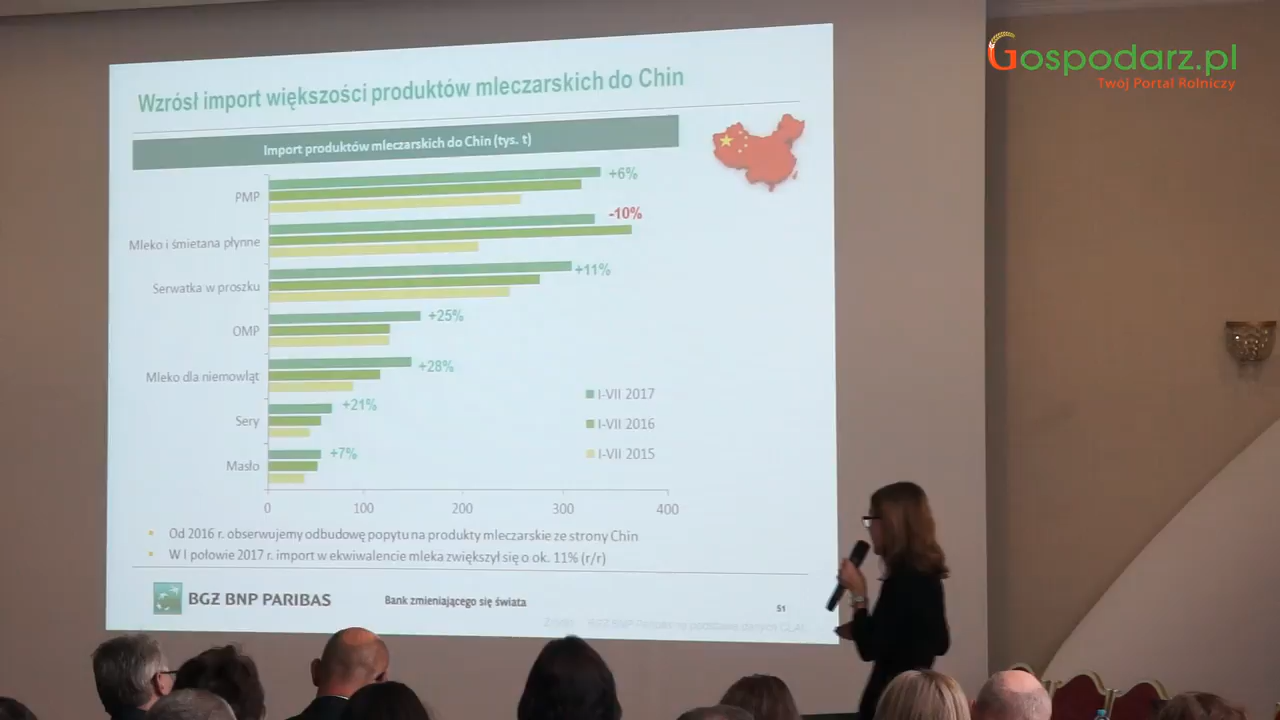 Gospodarz.pl
Twój Portal Rolniczy
Wzrósł import większości produktów mleczarskich do Chin
Import produktów mleczarskich do Chin (tys. t)
PMP
+6%
Mleko i śmietana płynne
-10%
Serwatka w proszku
+11%
OMP
+25%
Mleko dla niemowląt
+28%
Sery
+21%
Masło
+7%
I-VII 2017
I-VII 2016
I-VII 2015
0 100 200 300 400
Od 2016 r. obserwujemy odbudowę popytu na produkty mleczarskie ze strony Chin
W I połowie 2017 r. import w ekwiwalencie mleka zwiększył się o ok. 11% (r/r)
BGZ BNP PARIBAS
Bank zmieniającego się świata
51